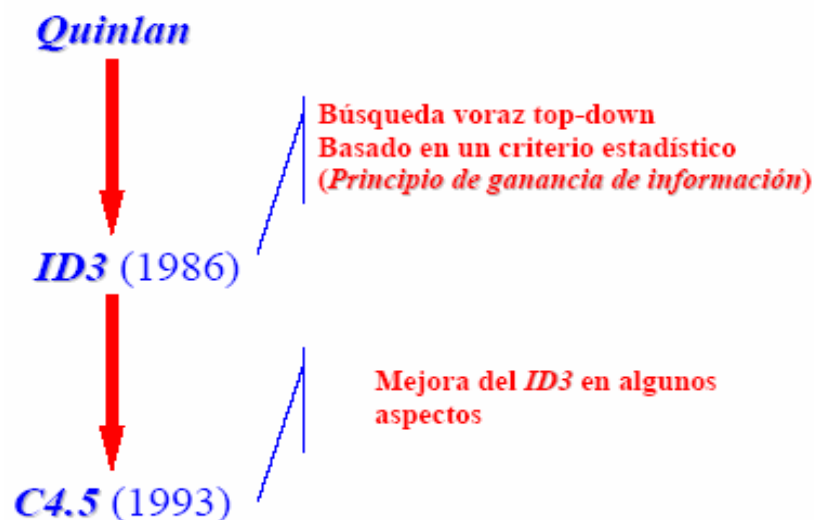 Quinlan
Búsqueda voraz top-down
Basado en un criterio estadístico
(Principio de ganancia de información)
ID3 (1986)
Mejora del ID3 en algunos
aspectos
C4.5 (1993)